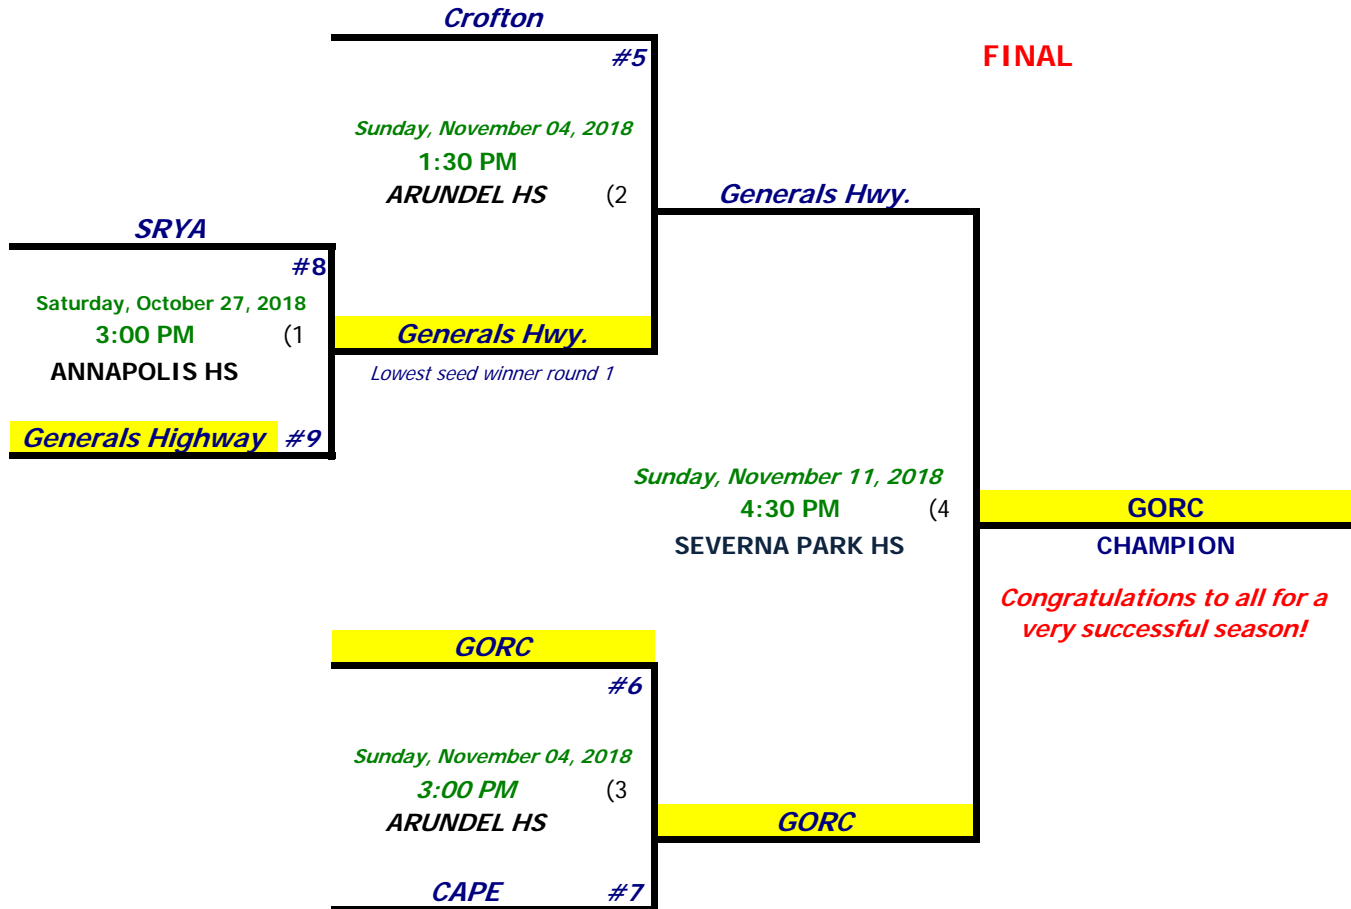 Crofton
#5
FINAL
Sunday, November 04, 2018
1:30 PM
ARUNDEL HS (2
Generals Hwy.
SRYA
#8
Saturday, October 27, 2018
3:00 PM (1
Generals Hwy.
ANNAPOLIS HS
Lowest seed winner round 1
Generals Highway #9
Sunday, November 11, 2018
4:30 PM (4
GORC
SEVERNA PARK HS
CHAMPION
Congratulations to all for a
very successful season!
GORC
#6
Sunday, November 04, 2018
3:00 PM (3
ARUNDEL HS
GORC
CAPE #7